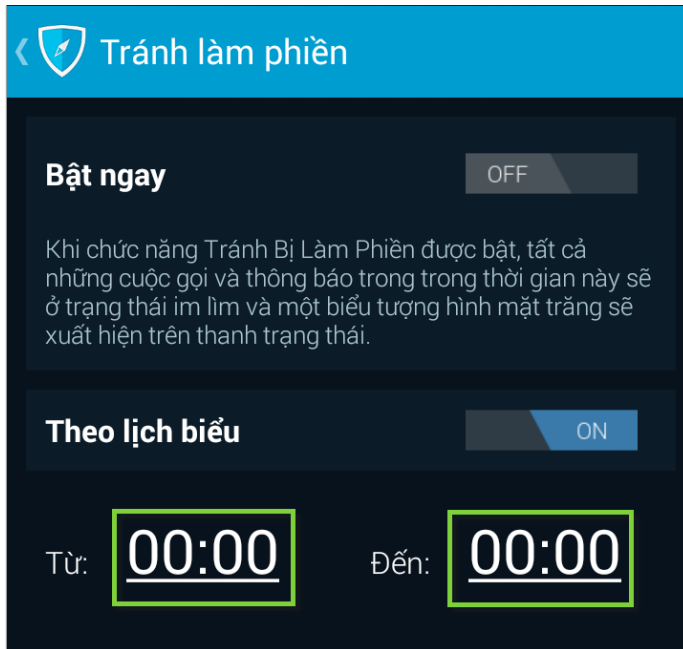 Tránh làm phiền
Bật ngay OFF
Khi chức năng Tránh Bị Làm Phiền được bật, tất cả
những cuộc gọi và thông báo trong trong thời gian này sẽ
ở trạng thái im lìm và một biểu tượng hình mặt trăng sẽ
xuất hiện trên thanh trạng thái.
Theo lịch biểu ON
Từ: 00:00 Đến: 00:00